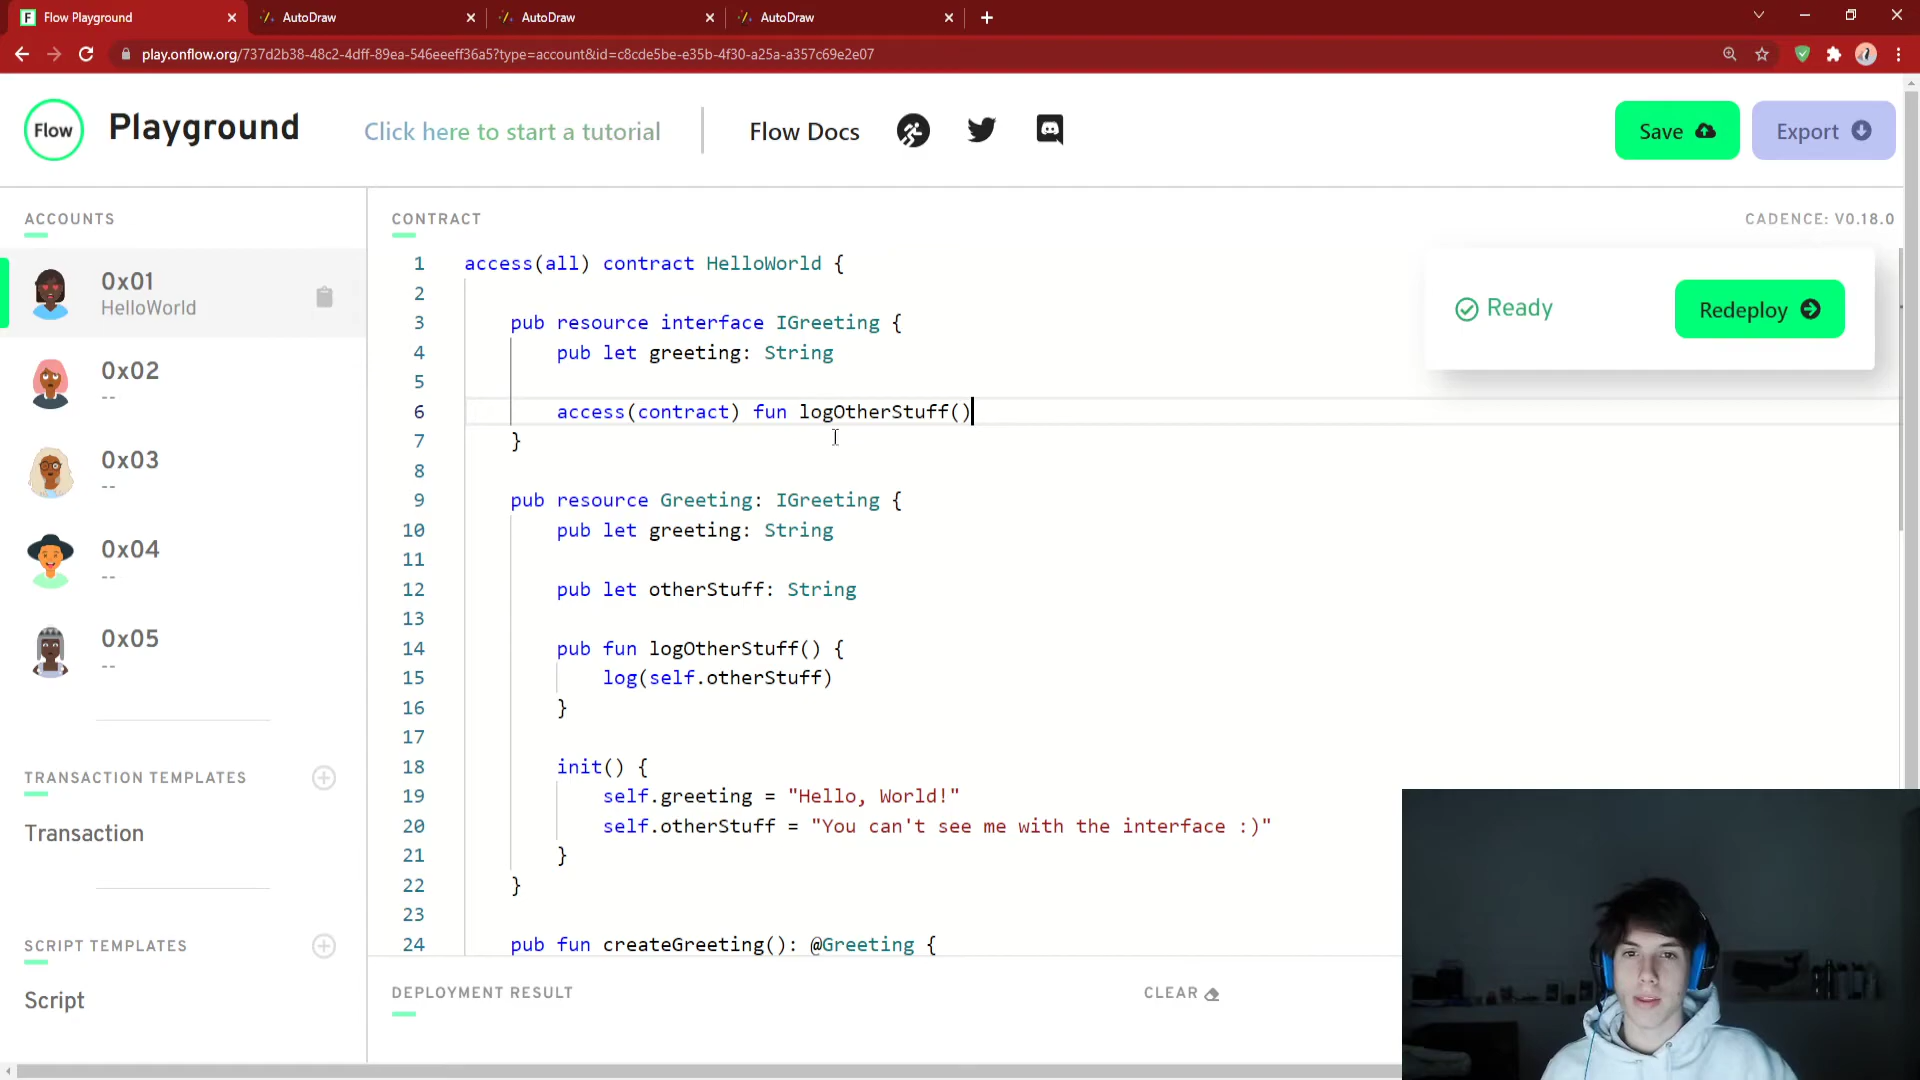 Flow Playground
AutoDraw
AutoDraw
AutoDraw
play.onflow.org/737d2b38-48c2-4dff-89ea-546eeeff36a5?type=account&id=c8cde5be-e35b-4f30-a25a-a357c69e2e07
Flow
Playground
Click here to start a tutorial
Flow Docs
Save
Export
ACCOUNTS
0x01
HelloWorld
0x02
--
0x03
--
0x04
--
0x05
--
TRANSACTION TEMPLATES
Transaction
SCRIPT TEMPLATES
Script
CONTRACT
CADENCE: V0.18.0
Ready
Redeploy
1 access(all) contract HelloWorld {
2
3 pub resource interface IGreeting {
4 pub let greeting: String
5
6 access(contract) fun logOtherStuff()
7 }
8
9 pub resource Greeting: IGreeting {
10 pub let greeting: String
11
12 pub let otherStuff: String
13
14 pub fun logOtherStuff() {
15 log(self.otherStuff)
16 }
17
18 init() {
19 self.greeting = "Hello, World!"
20 self.otherStuff = "You can't see me with the interface :)"
21 }
22 }
23
24 pub fun createGreeting(): @Greeting {
DEPLOYMENT RESULT
CLEAR